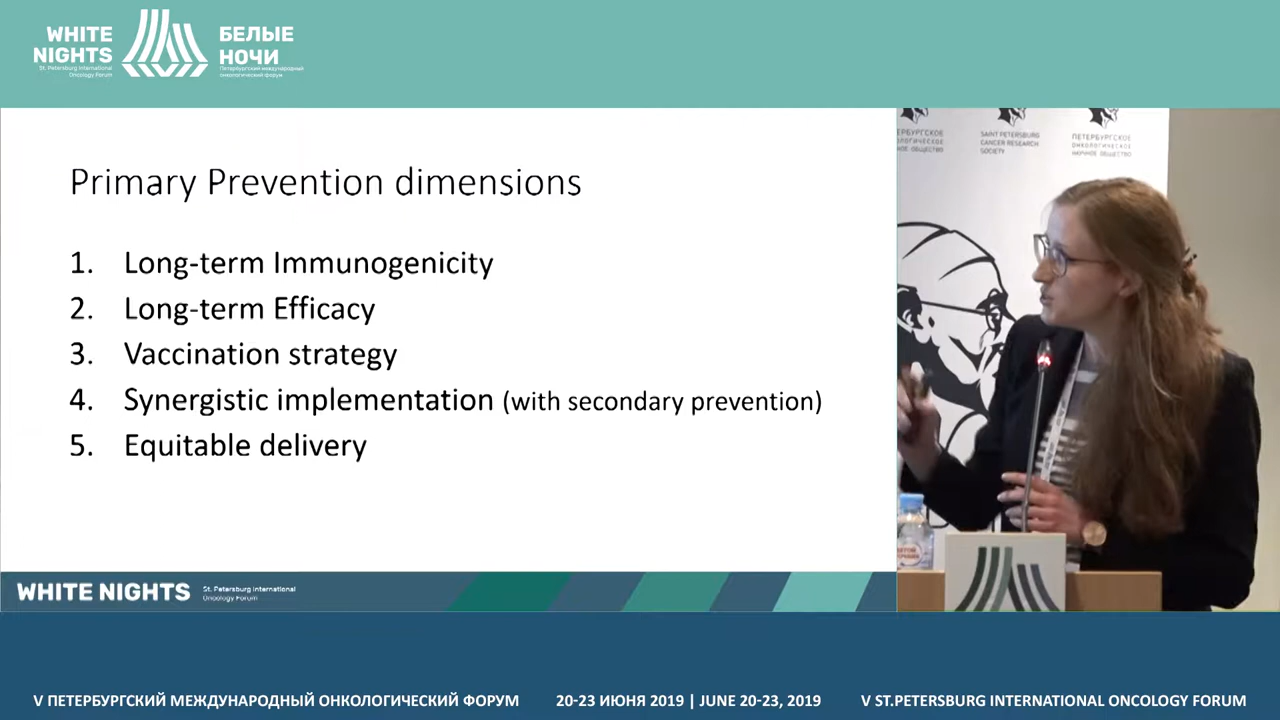 WHITE
NIGHTS
St. Petersburg International
Oncology Forum
БЕЛЫЕ
НОЧИ
Петербургский международный
онкологический форум
Primary Prevention dimensions
1. Long-term Immunogenicity
2. Long-term Efficacy
3. Vaccination strategy
4. Synergistic implementation (with secondary prevention)
5. Equitable delivery
SAINT PETERSBURG
CANCER RESEARCH
SOCIETY
ПЕТЕРБУРГСКОЕ
ОНКОЛОГИЧЕСКОЕ
НАУЧНОЕ ОБЩЕСТВО
WHITE NIGHTS
St. Petersburg International
Oncology Forum
V ПЕТЕРБУРГСКИЙ МЕЖДУНАРОДНЫЙ ОНКОЛОГИЧЕСКИЙ ФОРУМ
20-23 ИЮНЯ 2019 | JUNE 20-23, 2019
V ST.PETERSBURG INTERNATIONAL ONCOLOGY FORUM